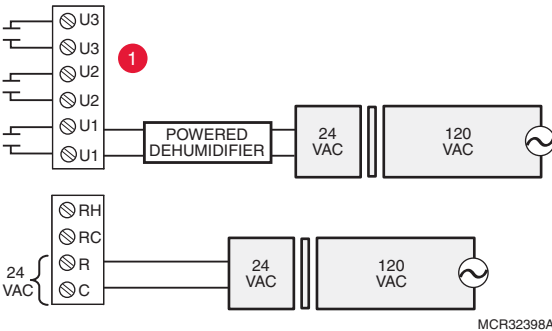 U3
U3
1
U2
U2
U1
U1
POWERED
DEHUMIDIFIER
24
VAC
120
VAC
RH
RC
R
C
24
VAC
24
VAC
120
VAC
MCR32398A